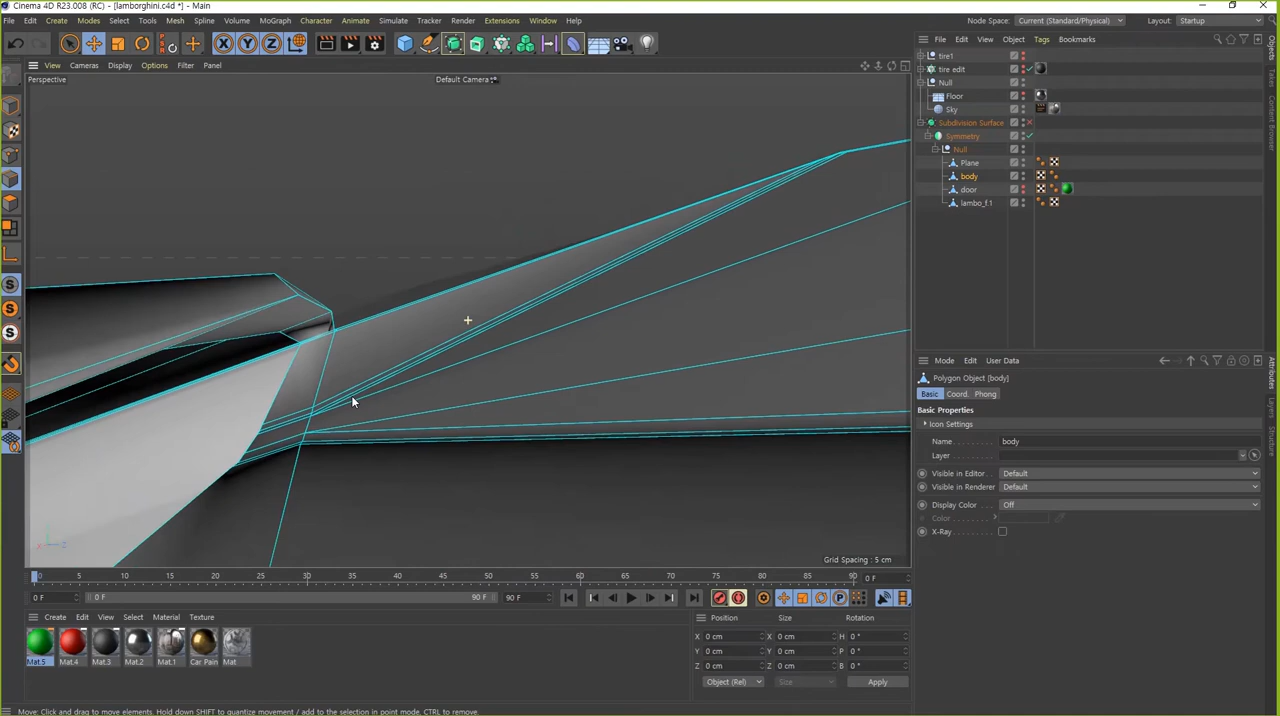 Cinema 4D R23.008 (RC) - [lamborghini.c4d *] - Main
File Edit Create Modes Select Tools Mesh Spline Volume MoGraph Character Animate Simulate Tracker Render Extensions Window Help
Node Space: Current (Standard/Physical) Layout: Startup
X Y Z
File Edit View Object Tags Bookmarks
View Cameras Display Options Filter Panel
Perspective
Default Camera
tire1
tire edit
Null
Floor
Sky
Subdivision Surface
Symmetry
Null
Plane
body
door
lambo_f.1
Objects
Takes
Content Browser
Mode Edit User Data
Polygon Object [body]
Basic Coord. Phong
Basic Properties
Icon Settings
Name body
Layer
Visible in Editor Default
Visible in Renderer Default
Display Color Off
Color
X-Ray
Attributes
Layers
Structure
Grid Spacing : 5 cm
0 5 10 15 20 25 30 35 40 45 50 55 60 65 70 75 80 85 90 0 F
0 F 0 F 90 F 90 F
Create Edit View Select Material Texture
Mat.5 Mat.4 Mat.3 Mat.2 Mat.1 Car Pain Mat
Position Size Rotation
X 0 cm X 0 cm H 0 °
Y 0 cm Y 0 cm P 0 °
Z 0 cm Z 0 cm B 0 °
Object (Rel) Size Apply
Move: Click and drag to move elements. Hold down SHIFT to quantize movement / add to the selection in point mode, CTRL to remove.